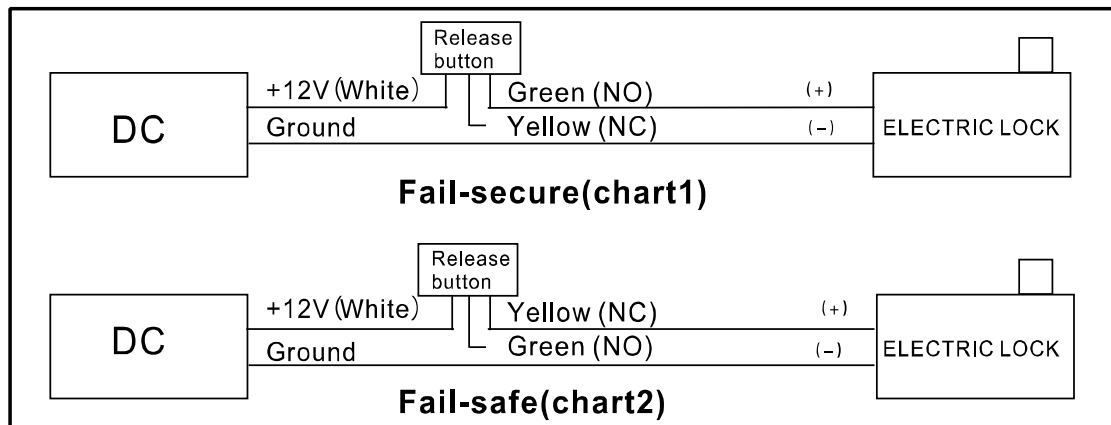 Release
button
+12V(White)
Green (NO)
(+)
DC
Ground
Yellow (NC)
(-)
ELECTRIC LOCK
Fail-secure(chart1)
Release
button
+12V(White)
Yellow (NC)
(+)
DC
Ground
Green (NO)
(-)
ELECTRIC LOCK
Fail-safe(chart2)